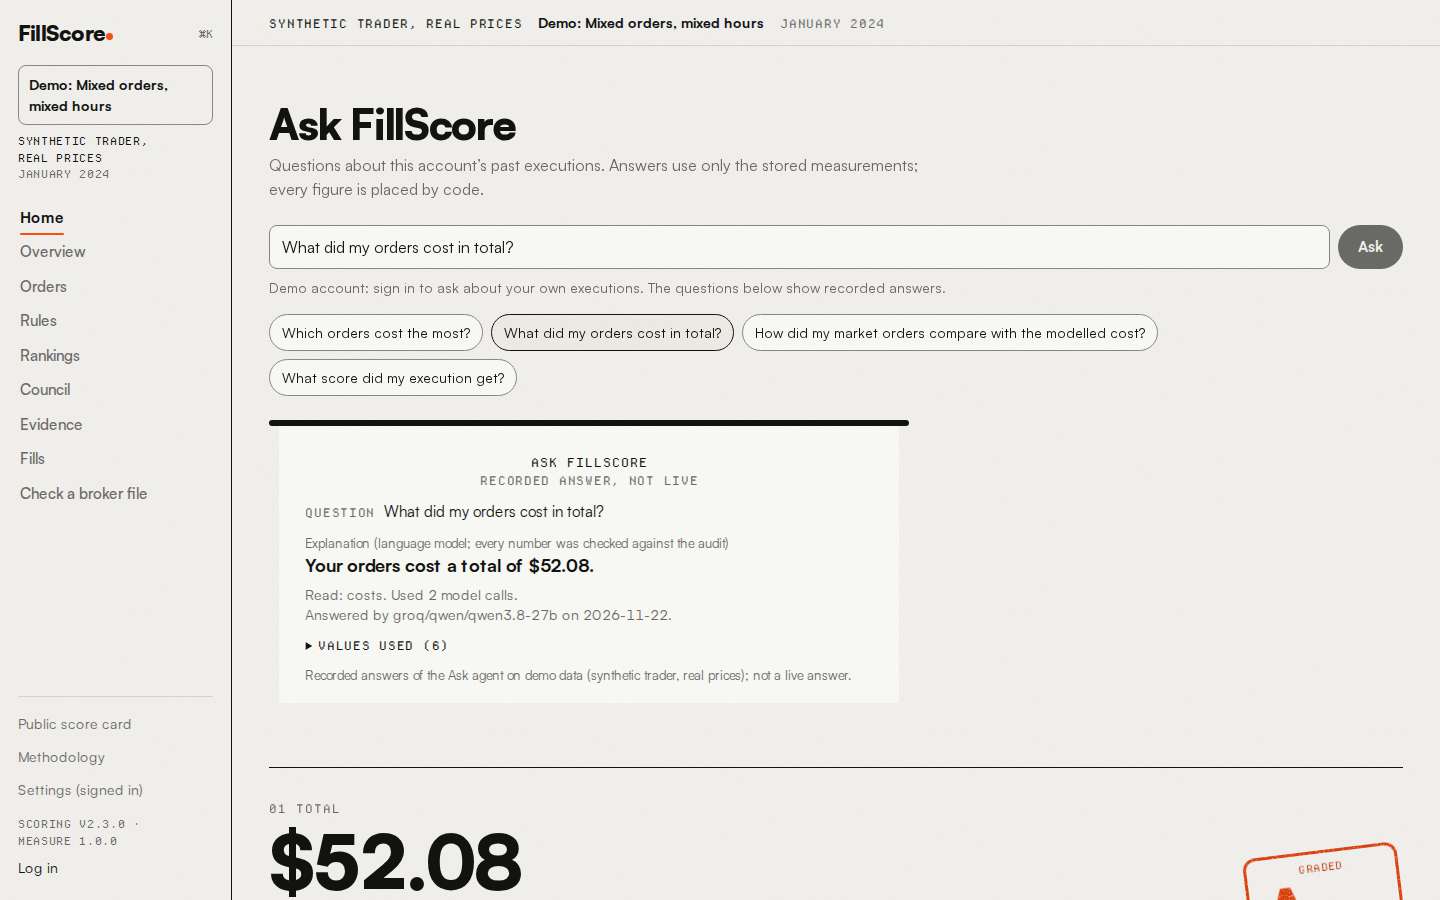 FillScore.
⌘K
Demo: Mixed orders,
mixed hours
SYNTHETIC TRADER,
REAL PRICES
JANUARY 2024
Home
Overview
Orders
Rules
Rankings
Council
Evidence
Fills
Check a broker file
Public score card
Methodology
Settings (signed in)
SCORING V2.3.0 ·
MEASURE 1.0.0
Log in
SYNTHETIC TRADER, REAL PRICES Demo: Mixed orders, mixed hours JANUARY 2024
Ask FillScore
Questions about this account’s past executions. Answers use only the stored measurements;
every figure is placed by code.
What did my orders cost in total?
Ask
Demo account: sign in to ask about your own executions. The questions below show recorded answers.
Which orders cost the most?
What did my orders cost in total?
How did my market orders compare with the modelled cost?
What score did my execution get?
ASK FILLSCORE
RECORDED ANSWER, NOT LIVE
QUESTION What did my orders cost in total?
Explanation (language model; every number was checked against the audit)
Your orders cost a total of $52.08.
Read: costs. Used 2 model calls.
Answered by groq/qwen/qwen3.8-27b on 2026-11-22.
▶ VALUES USED (6)
Recorded answers of the Ask agent on demo data (synthetic trader, real prices); not a live answer.
01 TOTAL
$52.08
GRADED